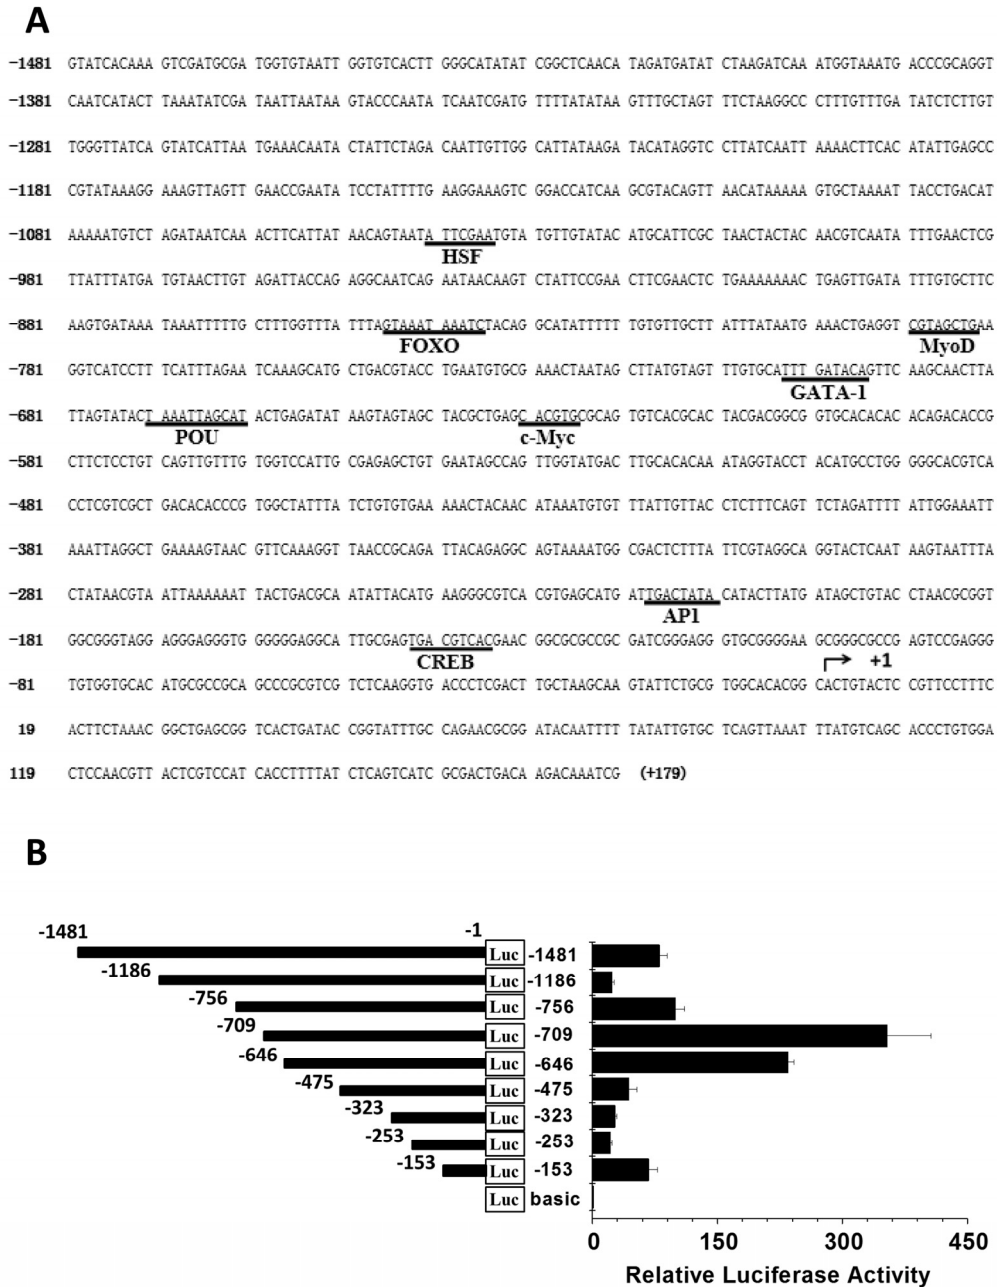 A
-1481 GTATCACAAA GTCGATGCGA TGGTGTAATT GGTGTCACTT GGGCATATAT CGGCTCAACA TAGATGATAT CTAAGATCAA ATGGTAAATG ACCCGCAGGT
-1381 CAATCATACT TAAATATCGA TAATTAATAA GTACCCAATA TCAATCGATG TTTTATATAA GTTTGCTAGT TTCTAAGGCC CTTTGTTTGA TATCTCTTGT
-1281 TGGGTTATCA GTATCATTAA TGAAACAATA CTATTCTAGA CAATTGTTGG CATTATAAGA TACATAGGTC CTTATCAATT AAAACTTCAC ATATTGAGCC
-1181 CGTATAAAGG AAAGTTAGTT GAACCGAATA TCCTATTTTG AAGGAAAGTC GGACCATCAA GCGTACAGTT AACATAAAAA GTGCTAAAAT TACCTGACAT
-1081 AAAAATGTCT AGATAATCAA ACTTCATTAT AACAGTAATA TTCGAATGTA TGTTGTATAC ATGCATTCGC TAACTACTAC AACGTCAATA TTTGAACTCG
HSF
-981 TTATTTATGA TGTAACTTGT AGATTACCAG AGGCAATCAG AATAACAAGT CTATTCCGAA CTTCGAACTC TGAAAAAAAC TGAGTTGATA TTTGTGCTTC
-881 AAGTGATAAA TAAATTTTTG CTTTGGTTTA TTTAGTAAAT AAATCTACAG GCATATTTTT TGTGTTGCTT ATTTATAATG AAACTGAGGT CGTAGCTGAA
FOXO MyoD
-781 GGTCATCCTT TCATTTAGAA TCAAAGCATG CTGACGTACC TGAATGTGCG AAACTAATAG CTTATGTAGT TTGTGCATTT GATACAGTTC AAGCAACTTA
GATA-1
-681 TTAGTATACT AAATTAGCAT ACTGAGATAT AAGTAGTAGC TACGCTGAGC ACGTGCGCAG TGTCACGCAC TACGACGGCG GTGCACACAC ACAGACACCG
POU c-Myc
-581 CTTCTCCTGT CAGTTGTTTG TGGTCCATTG CGAGAGCTGT GAATAGCCAG TTGGTATGAC TTGCACACAA ATAGGTACCT ACATGCCTGG GGGCACGTCA
-481 CCTCGTCGCT GACACACCCG TGGCTATTTA TCTGTGTGAA AAACTACAAC ATAAATGTGT TTATTGTTAC CTCTTTCAGT TCTAGATTTT ATTGGAAATT
-381 AAATTAGGCT GAAAAGTAAC GTTCAAAGGT TAACCGCAGA TTACAGAGGC AGTAAAATGG CGACTCTTTA TTCGTAGGCA GGTACTCAAT AAGTAATTTA
-281 CTATAACGTA ATTAAAAAAT TACTGACGCA ATATTACATG AAGGGCGTCA CGTGAGCATG ATTGACTATA CATACTTATG ATAGCTGTAC CTAACGCGGT
AP1
-181 GGCGGGTAGG AGGGAGGGTG GGGGGAGGCA TTGCGAGTGA CGTCACGAAC GGCGCGCCGC GATCGGGAGG GTGCGGGGAA GCGGGCGCCG AGTCCGAGGG
CREB +1
-81 TGTGGTGCAC ATGCGCCGCA GCCCGCGTCG TCTCAAGGTG ACCCTCGACT TGCTAAGCAA GTATTCTGCG TGGCACACGG CACTGTACTC CGTTCCTTTC
19 ACTTCTAAAC GGCTGAGCGG TCACTGATAC CGGTATTTGC CAGAACGCGG ATACAATTTT TATATTGTGC TCAGTTAAAT TTATGTCAGC ACCCTGTGGA
119 CTCCAACGTT ACTCGTCCAT CACCTTTTAT CTCAGTCATC GCGACTGACA AGACAAATCG (+179)
B
-1481 -1
Luc -1481
-1186 Luc -1186
-756 Luc -756
-709 Luc -709
-646 Luc -646
-475 Luc -475
-323 Luc -323
-253 Luc -253
-153 Luc -153
Luc basic
0 150 300 450
Relative Luciferase Activity